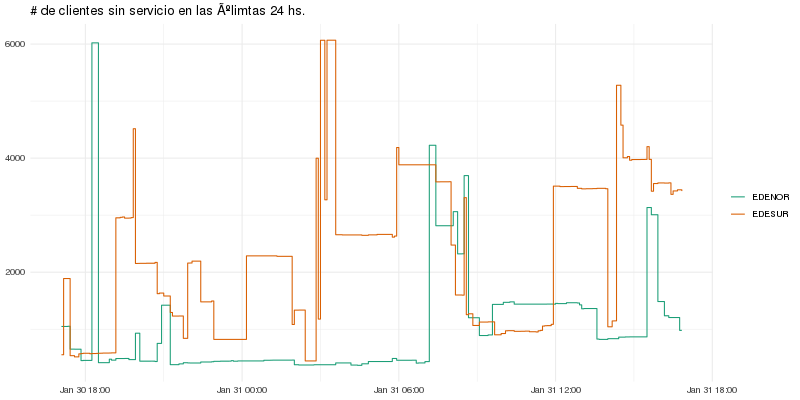 # de clientes sin servicio en las Ãºlimtas 24 hs.
6000
4000
2000
Jan 30 18:00
Jan 31 00:00
Jan 31 06:00
Jan 31 12:00
Jan 31 18:00
EDENOR
EDESUR